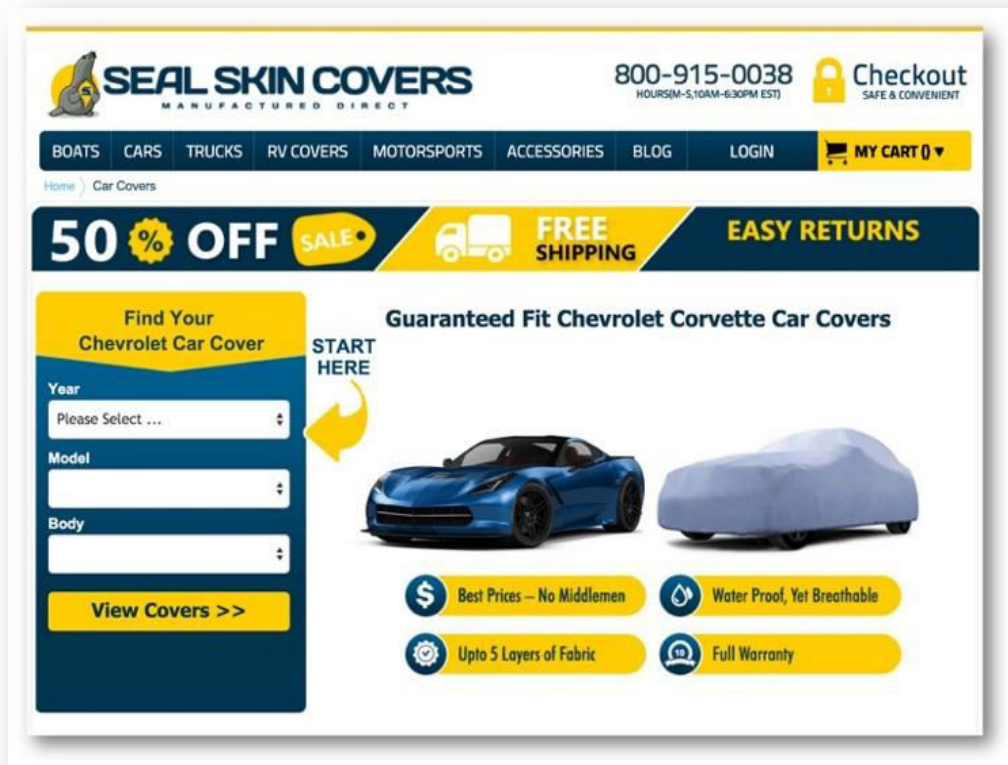 SEAL SKIN COVERS
MANUFACTURED DIRECT
800-915-0038
HOURS(M-S,10AM-6:30PM EST)
Checkout
SAFE & CONVENIENT
BOATS CARS TRUCKS RV COVERS MOTORSPORTS ACCESSORIES BLOG LOGIN MY CART () ▼
Home 〉 Car Covers
50 % OFF SALE
FREE
SHIPPING
EASY RETURNS
Find Your
Chevrolet Car Cover
START
HERE
Year
Please Select ...
Model
Body
View Covers >>
Guaranteed Fit Chevrolet Corvette Car Covers
$ Best Prices – No Middlemen
Water Proof, Yet Breathable
Upto 5 Layers of Fabric
10 Full Warranty